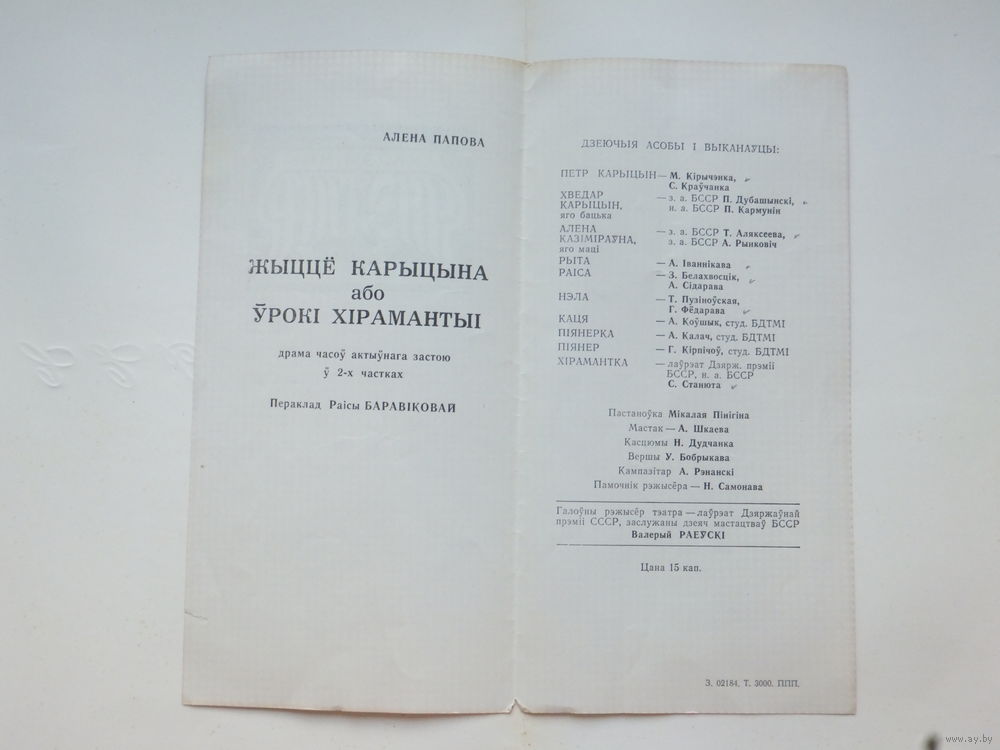 АЛЕНА ПАПОВА
ЖЫЦЦЁ КАРЫЦЫНА
або
ЎРОКІ ХІРАМАНТЫІ
драма часоў актыўнага застою
ў 2-х частках
Пераклад Раісы БАРАВІКОВАЙ
ДЗЕЮЧЫЯ АСОБЫ І ВЫКАНАЎЦЫ:
ПЕТР КАРЫЦЫН — М. Кірычэнка,
С. Краўчанка
ХВЕДАР — з. а. БССР П. Дубашынскі,
КАРЫЦЫН, н. а. БССР П. Кармунін
яго бацька
АЛЕНА — з. а. БССР Т. Аляксеева,
КАЗІМІРАЎНА, з. а. БССР А. Рынковіч
яго маці
РЫТА — А. Іваннікава
РАІСА — З. Белахвосцік,
А. Сідарава
НЭЛА — Т. Пузіноўская,
Г. Фёдарава
КАЦЯ — А. Коўшык, студ. БДТМІ
ПІЯНЕРКА — А. Калач, студ. БДТМІ
ПІЯНЕР — Г. Кірпічоў, студ. БДТМІ
ХІРАМАНТКА — лаўрэат Дзярж. прэміі
БССР, н. а. БССР
С. Станюта
Пастаноўка Мікалая Пінігіна
Мастак — А. Шкаева
Касцюмы Н. Дудчанка
Вершы У. Бобрыкава
Кампазітар А. Рэнанскі
Памочнік рэжысёра — Н. Самонава
Галоўны рэжысёр тэатра — лаўрэат Дзяржаўнай
прэміі СССР, заслужаны дзеяч мастацтваў БССР
Валерый РАЕЎСКІ
Цана 15 кап.
З. 02184. Т. 3000. ППП.
www.ay.by